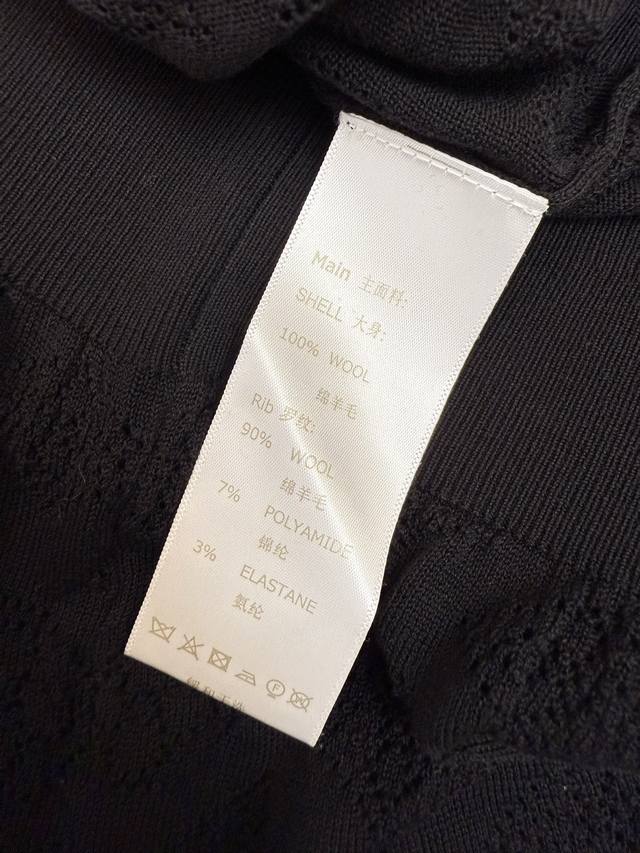 Main 主面料:
SHELL 大身:
100% WOOL
绵羊毛
Rib 罗纹:
90% WOOL
绵羊毛
7% POLYAMIDE
锦纶
3% ELASTANE
氨纶
F